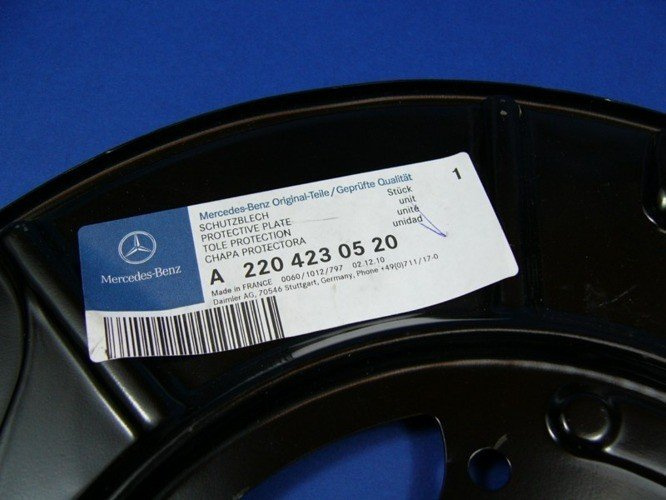 Mercedes-Benz Original-Teile/Geprüfte Qualität
SCHUTZBLECH
PROTECTIVE PLATE
TOLE PROTECTION
CHAPA PROTECTORA
Stück
unit
unité
unidad
1
A 220 423 05 20
Made in FRANCE 0060/1012/797 02.12.10
Daimler AG, 70546 Stuttgart, Germany, Phone +49(0)711/17-0
Mercedes-Benz